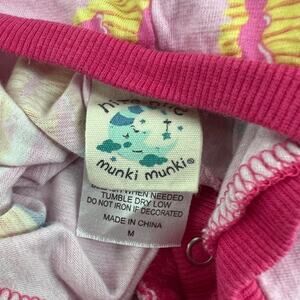 munki munki®
WHEN NEEDED
TUMBLE DRY LOW
DO NOT IRON IF DECORATED
MADE IN CHINA
M